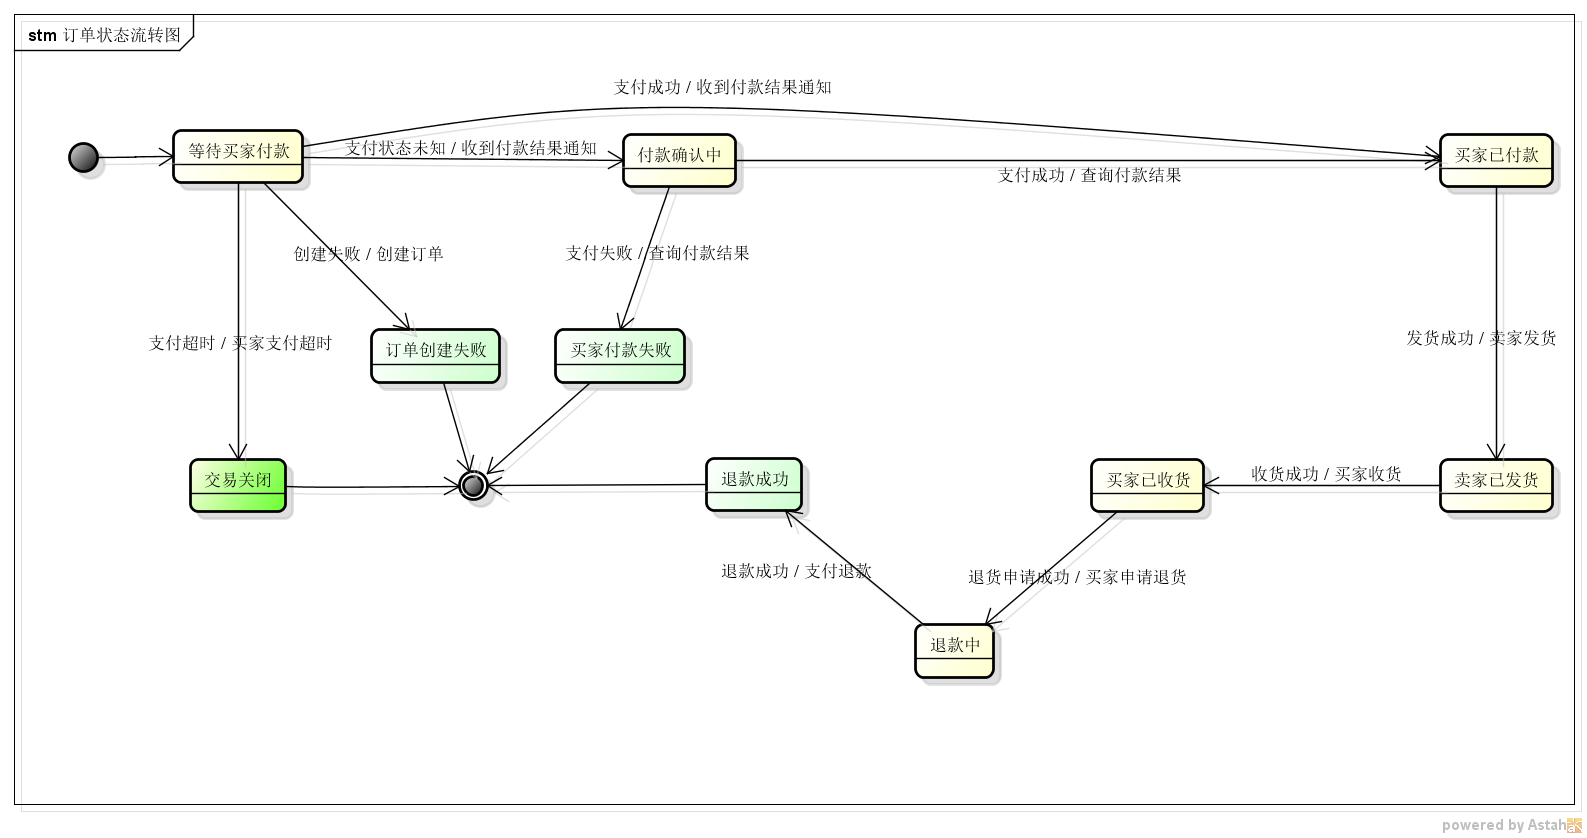 stm 订单状态流转图
支付成功 / 收到付款结果通知
等待买家付款
支付状态未知 / 收到付款结果通知
付款确认中
支付成功 / 查询付款结果
买家已付款
创建失败 / 创建订单
支付失败 / 查询付款结果
支付超时 / 买家支付超时
订单创建失败
买家付款失败
发货成功 / 卖家发货
交易关闭
退款成功
买家已收货
收货成功 / 买家收货
卖家已发货
退款成功 / 支付退款
退货申请成功 / 买家申请退货
退款中
powered by Astah